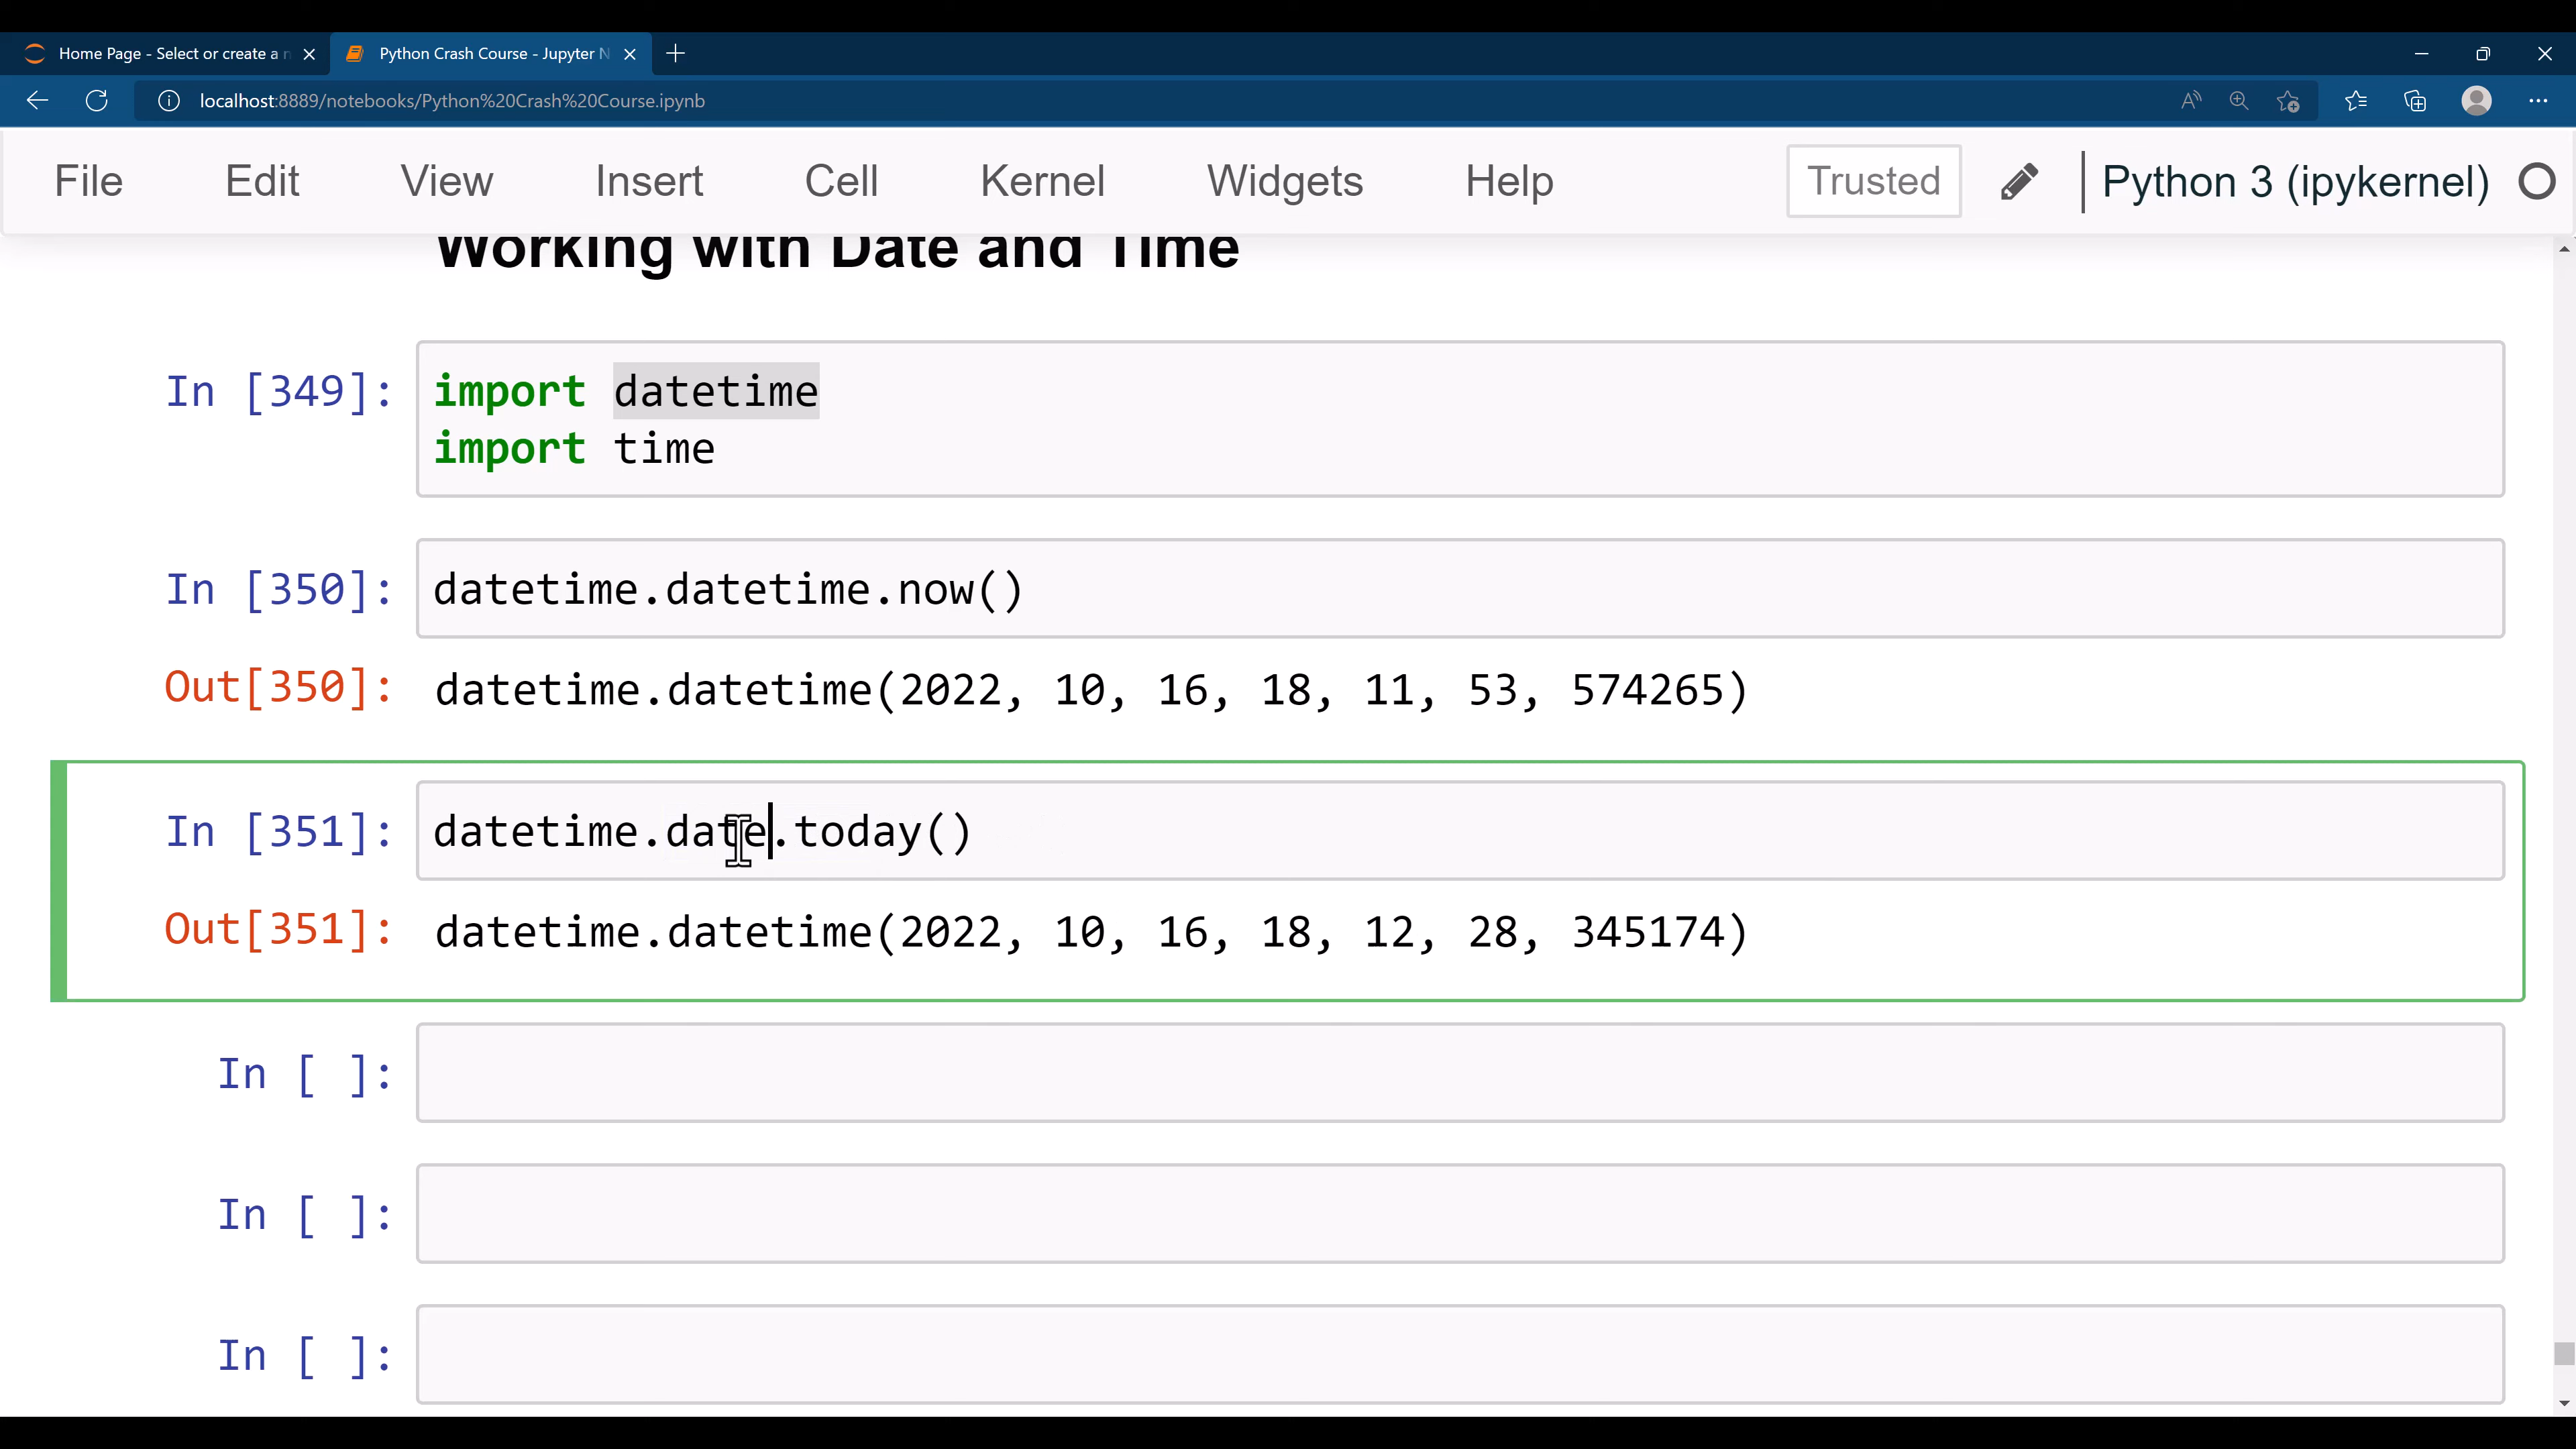 Home Page - Select or create a n
Python Crash Course - Jupyter N
localhost:8889/notebooks/Python%20Crash%20Course.ipynb
File Edit View Insert Cell Kernel Widgets Help Trusted Python 3 (ipykernel)
Working with Date and Time
In [349]: import datetime
import time
In [350]: datetime.datetime.now()
Out[350]: datetime.datetime(2022, 10, 16, 18, 11, 53, 574265)
In [351]: datetime.date.today()
Out[351]: datetime.datetime(2022, 10, 16, 18, 12, 28, 345174)
In [ ]:
In [ ]:
In [ ]: